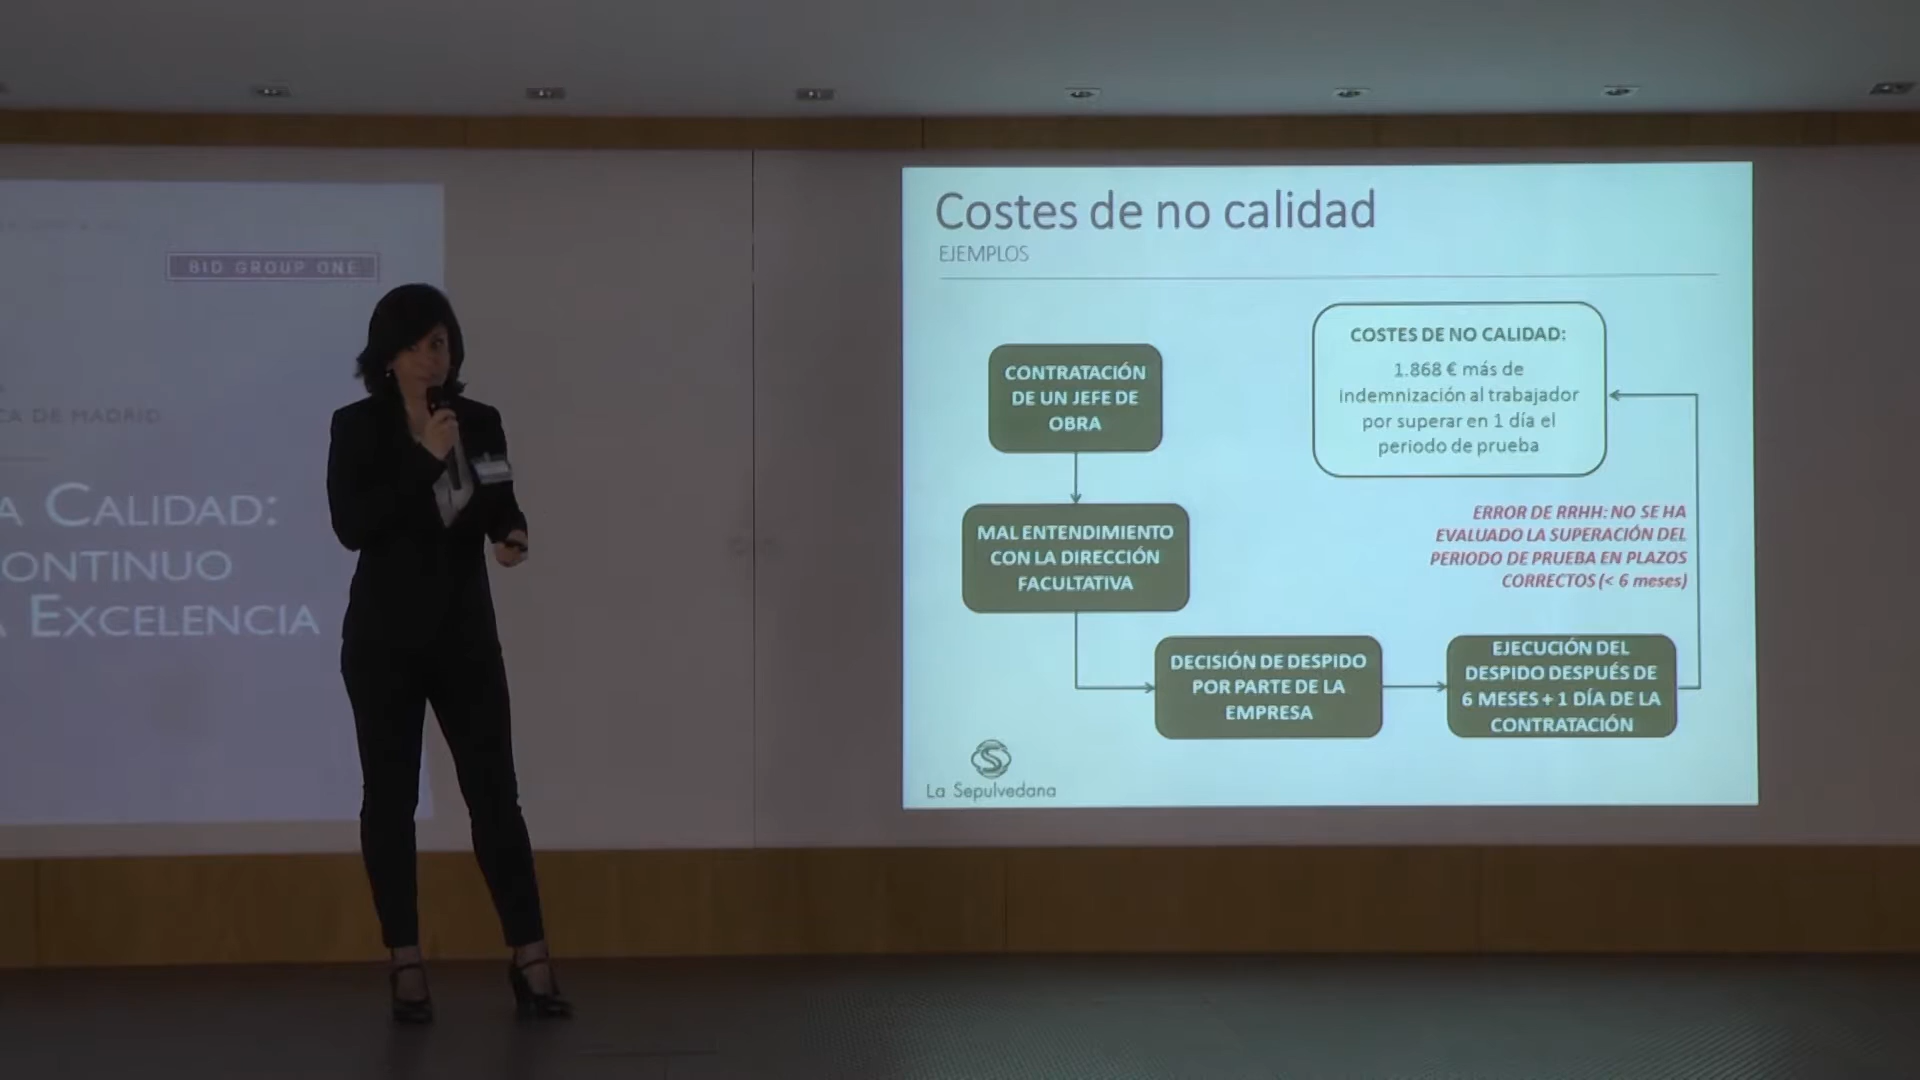 BID GROUP ONE
CA DE MADRID
A CALIDAD:
ONTINUO
A EXCELENCIA
Costes de no calidad
EJEMPLOS
CONTRATACIÓN
DE UN JEFE DE
OBRA
MAL ENTENDIMIENTO
CON LA DIRECCIÓN
FACULTATIVA
DECISIÓN DE DESPIDO
POR PARTE DE LA
EMPRESA
EJECUCIÓN DEL
DESPIDO DESPUÉS DE
6 MESES + 1 DÍA DE LA
CONTRATACIÓN
ERROR DE RRHH: NO SE HA
EVALUADO LA SUPERACIÓN DEL
PERIODO DE PRUEBA EN PLAZOS
CORRECTOS (< 6 meses)
COSTES DE NO CALIDAD:
1.868 € más de
indemnización al trabajador
por superar en 1 día el
periodo de prueba
La Sepulvedana